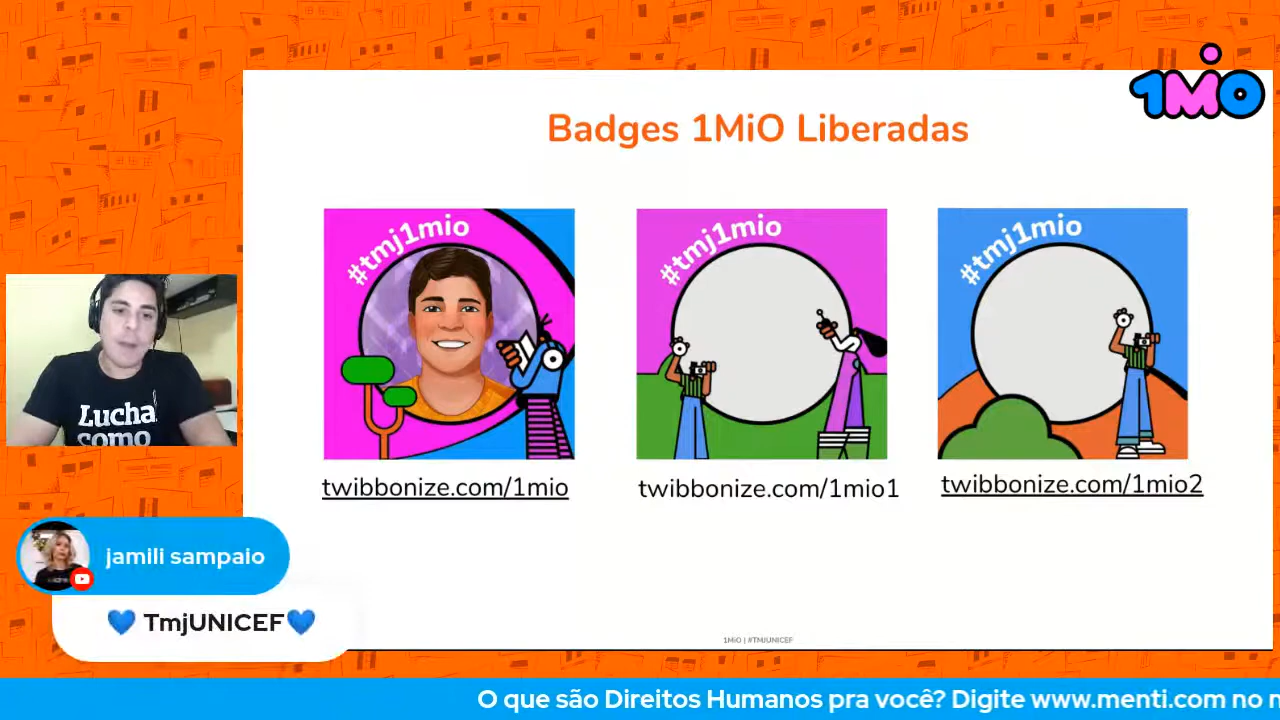 1MiO
Badges 1MiO Liberadas
#tmj1mio
#tmj1mio
#tmj1mio
twibbonize.com/1mio
twibbonize.com/1mio1
twibbonize.com/1mio2
Lucha
como
jamili sampaio
💙 TmjUNICEF💙
1MiO | #TMJUNICEF
O que são Direitos Humanos pra você? Digite www.menti.com no